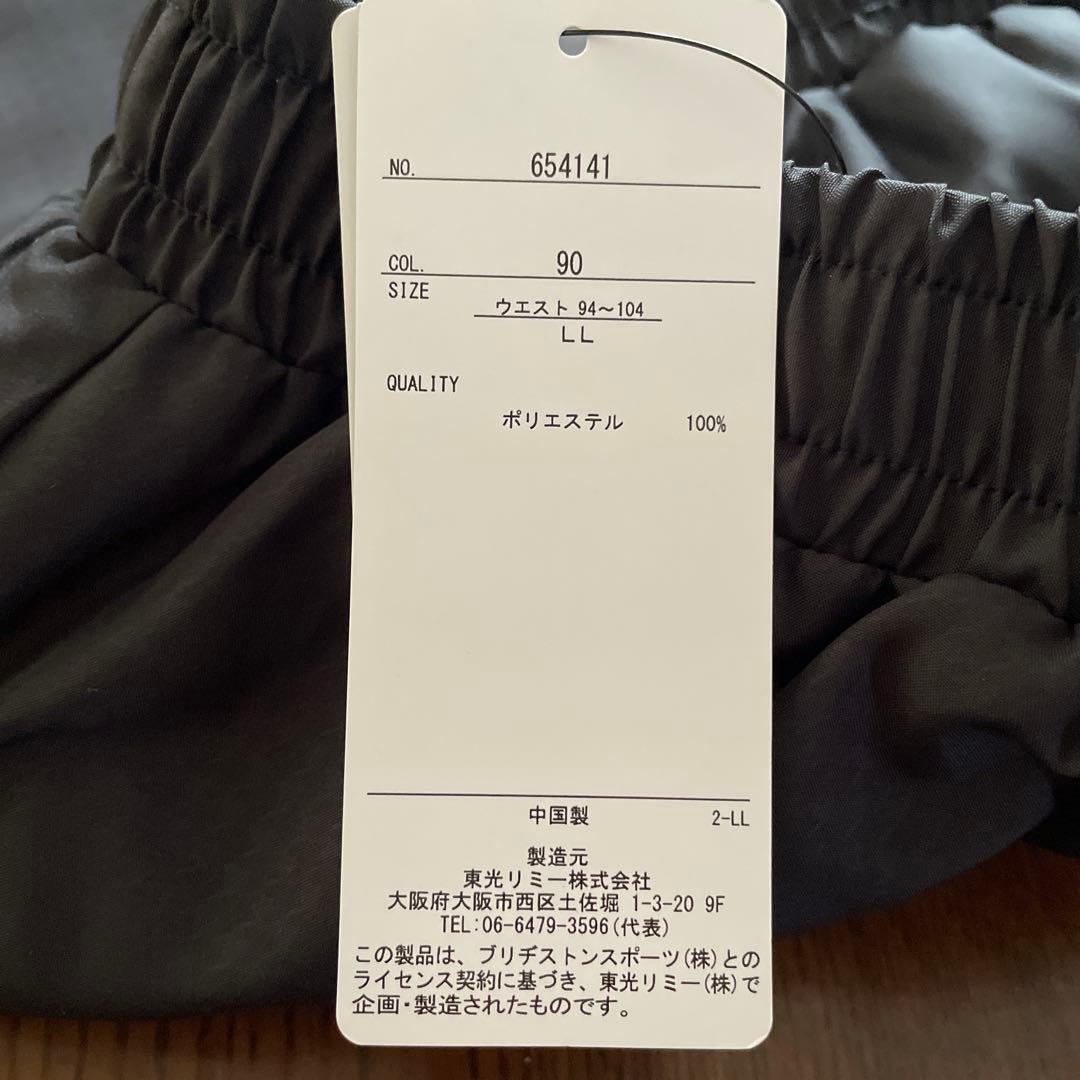 NO. 654141
COL. 90
SIZE
ウエスト 94～104
LL
QUALITY
ポリエステル 100%
中国製 2-LL
製造元
東光リミー株式会社
大阪府大阪市西区土佐堀 1-3-20 9F
TEL:06-6479-3596(代表)
この製品は、ブリヂストンスポーツ(株)との
ライセンス契約に基づき、東光リミー(株)で
企画・製造されたものです。